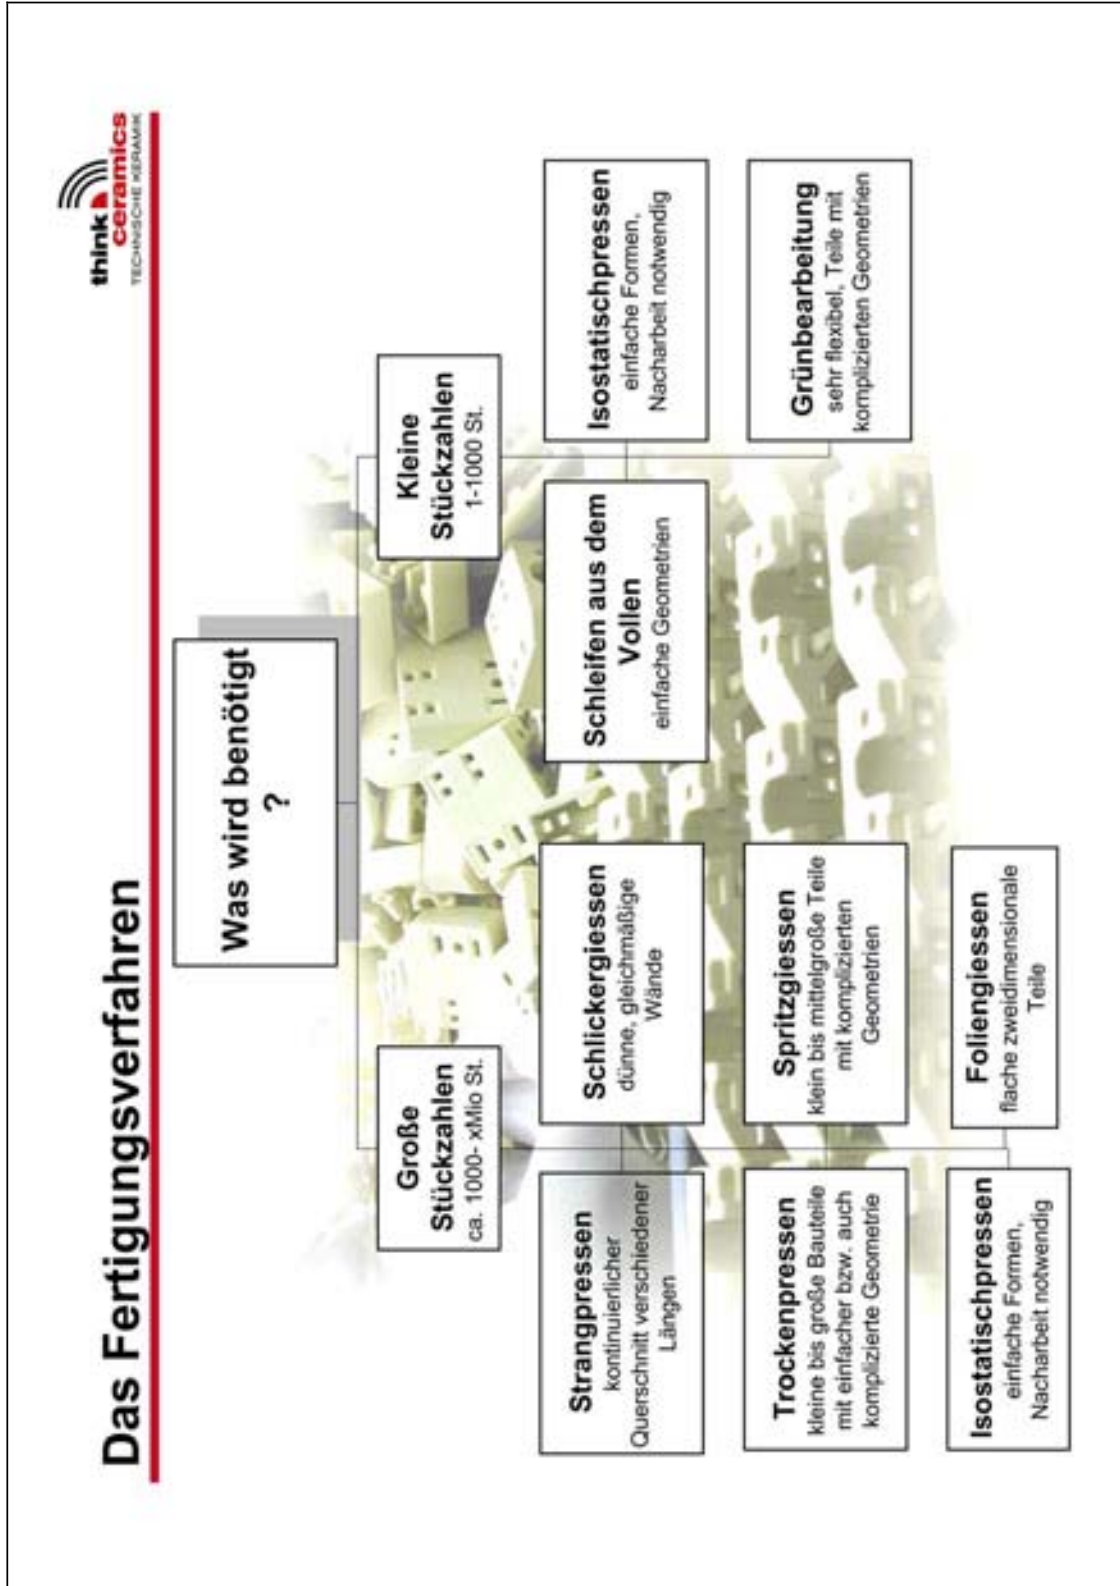 Das Fertigungsverfahren
think
ceramics
TECHNISCHE KERAMIK
Was wird benötigt
?
Große
Stückzahlen
ca. 1000- xMio St.
Kleine
Stückzahlen
1-1000 St.
Strangpressen
kontinuierlicher
Querschnitt verschiedener
Längen
Schlickergiessen
dünne, gleichmäßige
Wände
Schleifen aus dem
Vollen
einfache Geometrien
Isostatischpressen
einfache Formen,
Nacharbeit notwendig
Trockenpressen
kleine bis große Bauteile
mit einfacher bzw. auch
komplizierte Geometrie
Spritzgiessen
klein bis mittelgroße Teile
mit komplizierten
Geometrien
Grünbearbeitung
sehr flexibel, Teile mit
komplizierten Geometrien
Isostatischpressen
einfache Formen,
Nacharbeit notwendig
Foliengiessen
flache zweidimensionale
Teile